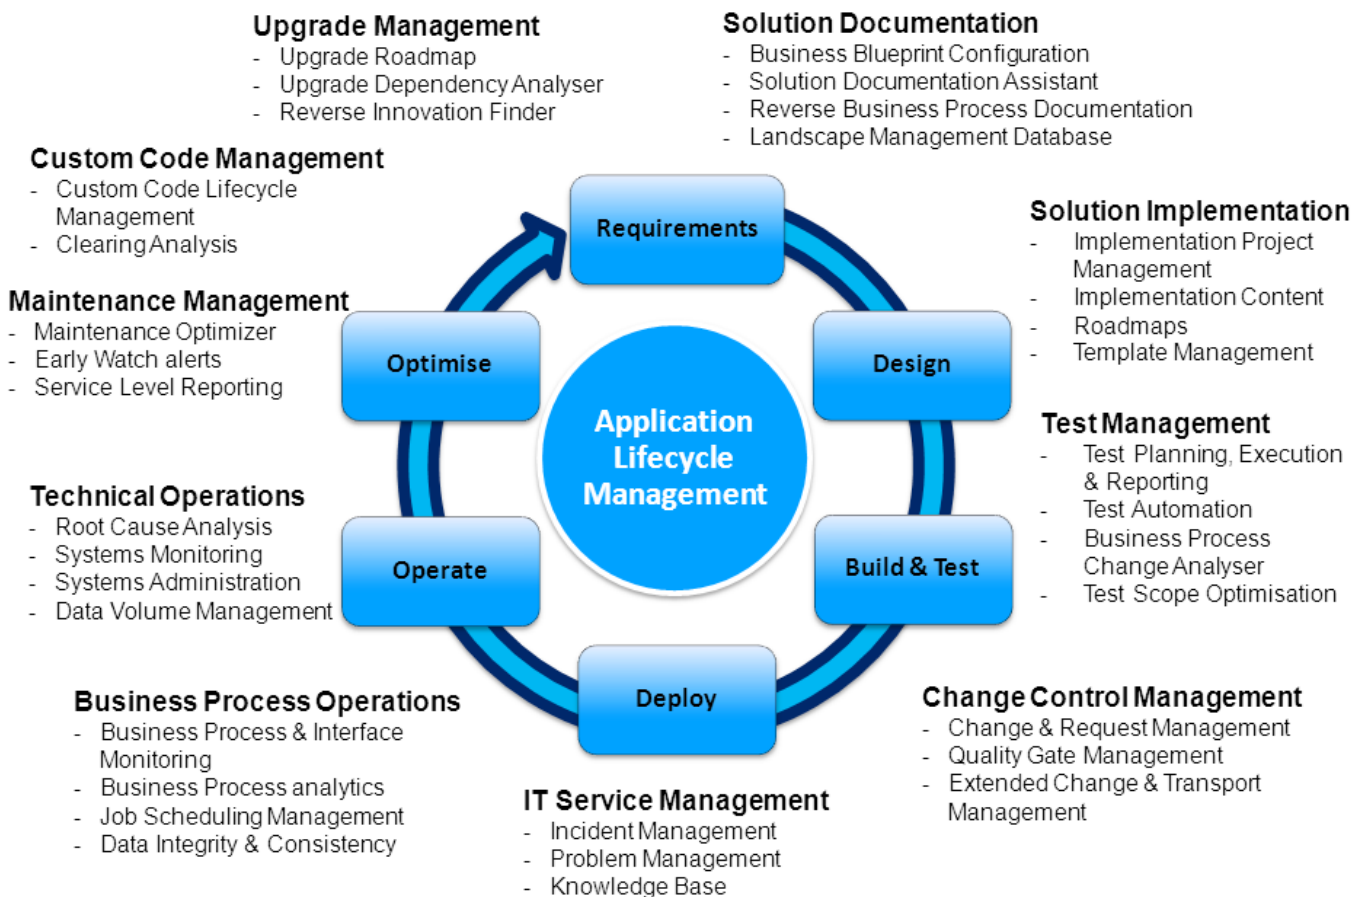 Upgrade Management
- Upgrade Roadmap
- Upgrade Dependency Analyser
- Reverse Innovation Finder
Solution Documentation
- Business Blueprint Configuration
- Solution Documentation Assistant
- Reverse Business Process Documentation
- Landscape Management Database
Custom Code Management
- Custom Code Lifecycle
Management
- Clearing Analysis
Solution Implementation
- Implementation Project
Management
- Implementation Content
- Roadmaps
- Template Management
Maintenance Management
- Maintenance Optimizer
- Early Watch alerts
- Service Level Reporting
Requirements
Design
Build & Test
Deploy
Operate
Optimise
Application
Lifecycle
Management
Test Management
- Test Planning, Execution
& Reporting
- Test Automation
- Business Process
Change Analyser
- Test Scope Optimisation
Technical Operations
- Root Cause Analysis
- Systems Monitoring
- Systems Administration
- Data Volume Management
Business Process Operations
- Business Process & Interface
Monitoring
- Business Process analytics
- Job Scheduling Management
- Data Integrity & Consistency
IT Service Management
- Incident Management
- Problem Management
- Knowledge Base
Change Control Management
- Change & Request Management
- Quality Gate Management
- Extended Change & Transport
Management